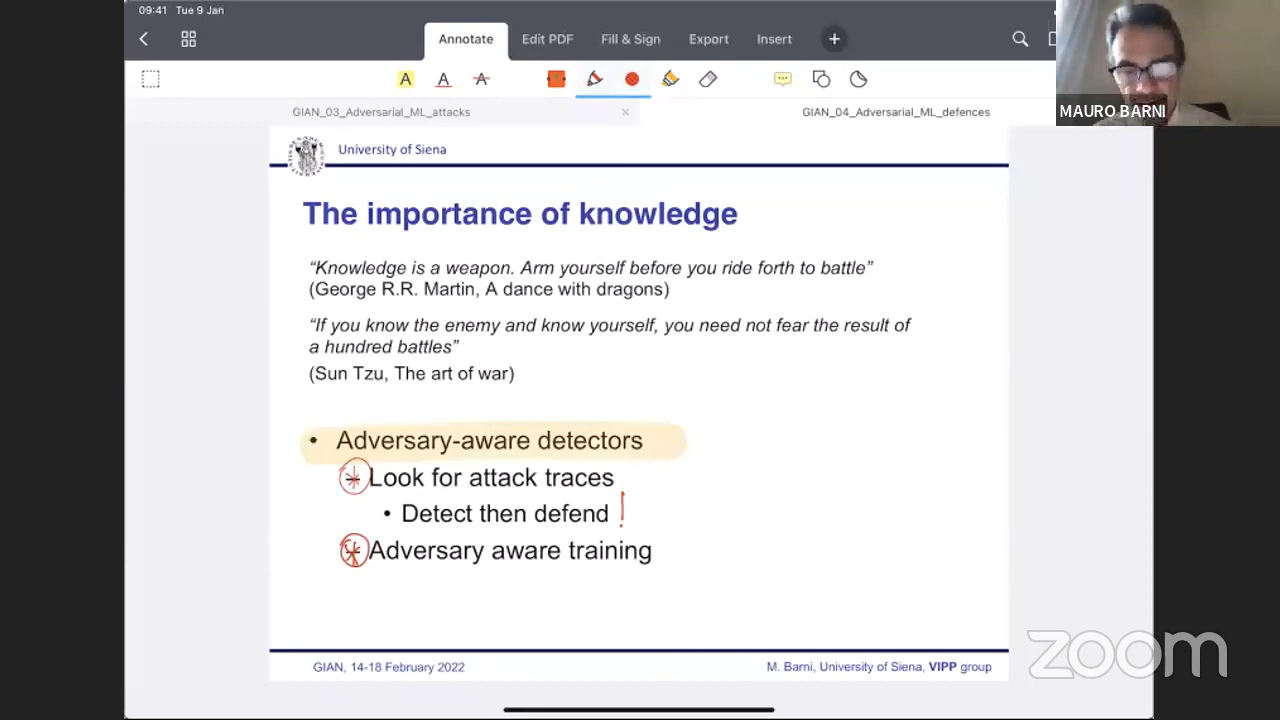 09:41 Tue 9 Jan
Annotate Edit PDF Fill & Sign Export Insert +
A A A
GIAN_03_Adversarial_ML_attacks × GIAN_04_Adversarial_ML_defences
MAURO BARNI
University of Siena
The importance of knowledge
“Knowledge is a weapon. Arm yourself before you ride forth to battle”
(George R.R. Martin, A dance with dragons)
“If you know the enemy and know yourself, you need not fear the result of
a hundred battles”
(Sun Tzu, The art of war)
• Adversary-aware detectors
Look for attack traces
• Detect then defend !
Adversary aware training
GIAN, 14-18 February 2022 M. Barni, University of Siena, VIPP group
zoom